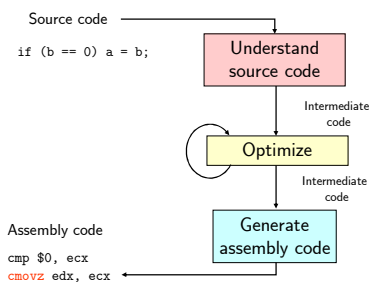 Source code
if (b == 0) a = b;
Understand
source code
Intermediate
code
Optimize
Intermediate
code
Generate
assembly code
Assembly code
cmp $0, ecx
cmovz edx, ecx